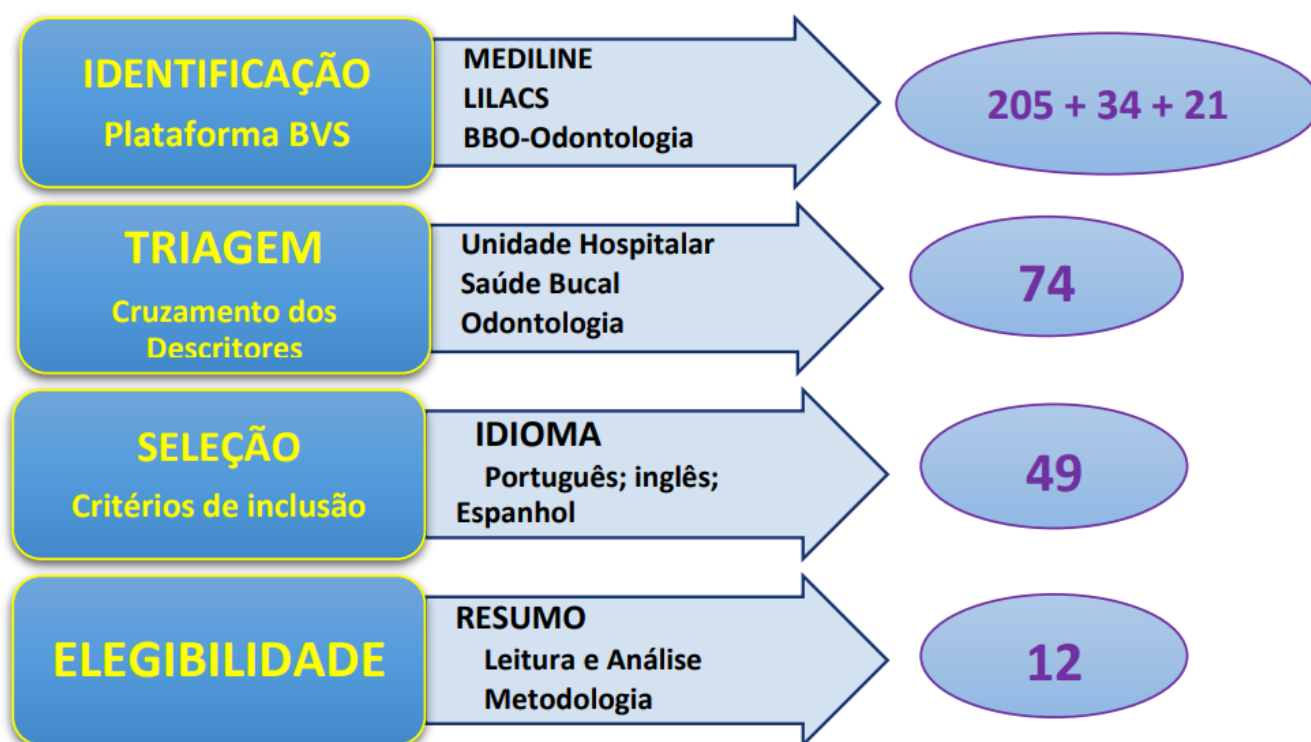 IDENTIFICAÇÃO
Plataforma BVS
MEDILINE
LILACS
BBO-Odontologia
205 + 34 + 21
TRIAGEM
Cruzamento dos
Descritores
Unidade Hospitalar
Saúde Bucal
Odontologia
74
SELEÇÃO
Critérios de inclusão
IDIOMA
Português; inglês;
Espanhol
49
ELEGIBILIDADE
RESUMO
Leitura e Análise
Metodologia
12